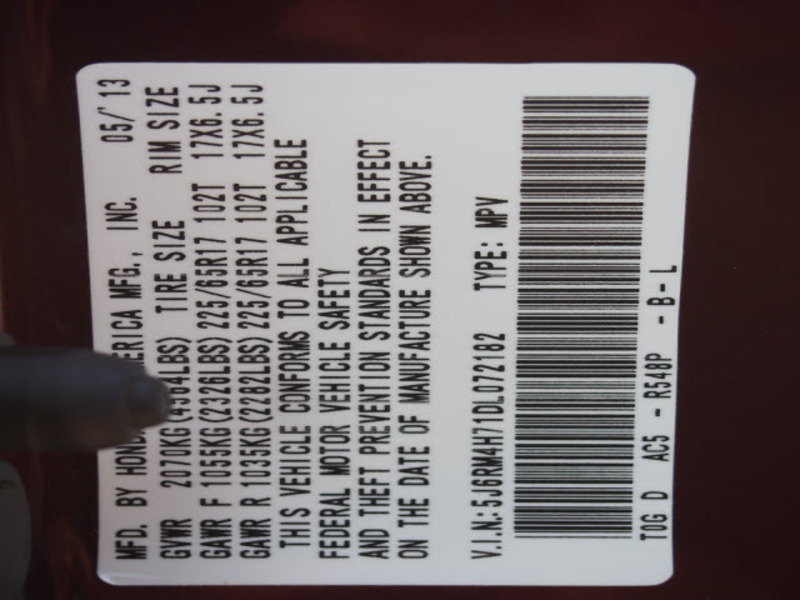 MFD. BY HONDA AMERICA MFG., INC. 05/'13
GVWR 2070KG(4564LBS) TIRE SIZE RIM SIZE
GAWR F 1055KG(2326LBS) 225/65R17 102T 17X6.5J
GAWR R 1035KG(2282LBS) 225/65R17 102T 17X6.5J
THIS VEHICLE CONFORMS TO ALL APPLICABLE
FEDERAL MOTOR VEHICLE SAFETY
AND THEFT PREVENTION STANDARDS IN EFFECT
ON THE DATE OF MANUFACTURE SHOWN ABOVE.
V.I.N.: 5J6RM4H71DL072182 TYPE: MPV
TOG D AC5 - R548P - B - L